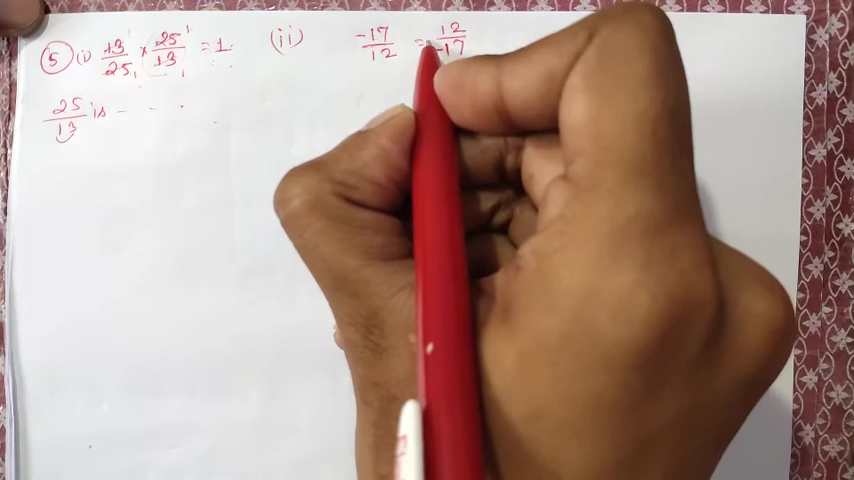 5 (i) 13/25 × 25/13 = 1 (ii) -17/12 = 12/-17
25/13 is - - -